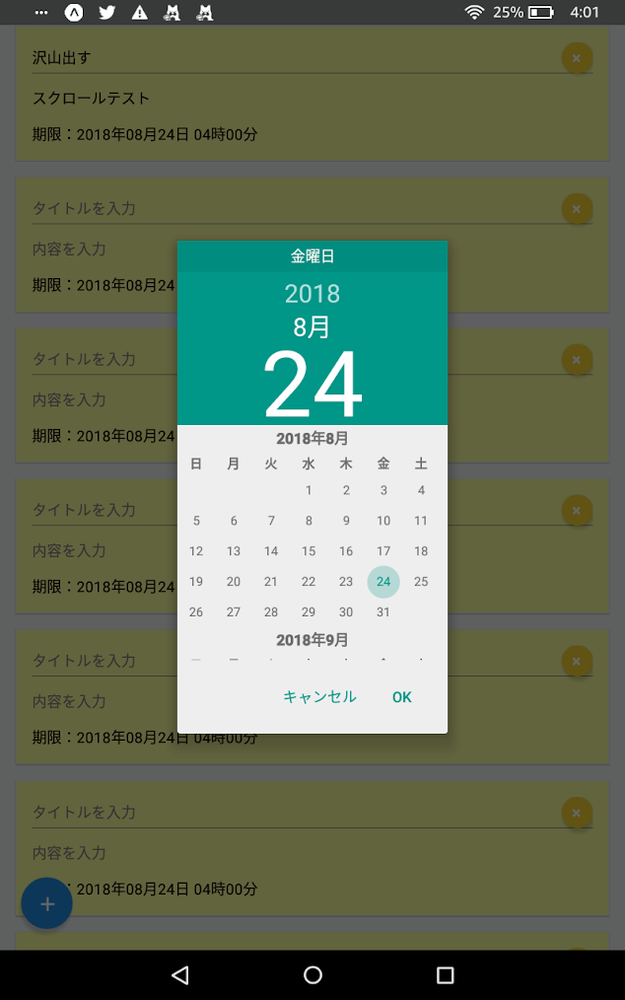 25% 4:01
沢山出す
スクロールテスト
期限：2018年08月24日 04時00分
タイトルを入力
内容を入力
期限：2018年08月24
タイトルを入力
内容を入力
期限：2018年08月24
タイトルを入力
内容を入力
期限：2018年08月24
タイトルを入力
内容を入力
期限：2018年08月24日 04時00分
タイトルを入力
内容を入力
：2018年08月24日 04時00分
金曜日
2018
8月
24
2018年8月
日 月 火 水 木 金 土
1 2 3 4
5 6 7 8 9 10 11
12 13 14 15 16 17 18
19 20 21 22 23 24 25
26 27 28 29 30 31
2018年9月
キャンセル OK